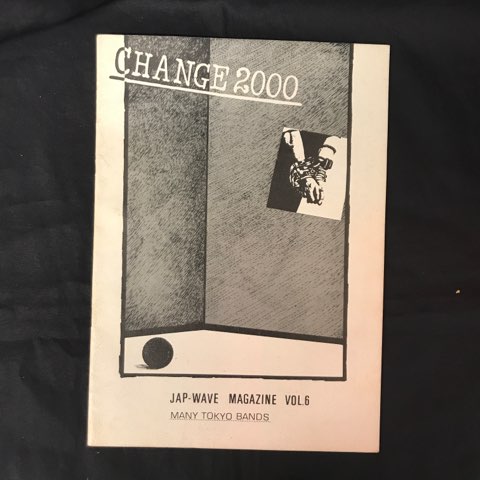 CHANGE 2000
JAP-WAVE MAGAZINE VOL.6
MANY TOKYO BANDS